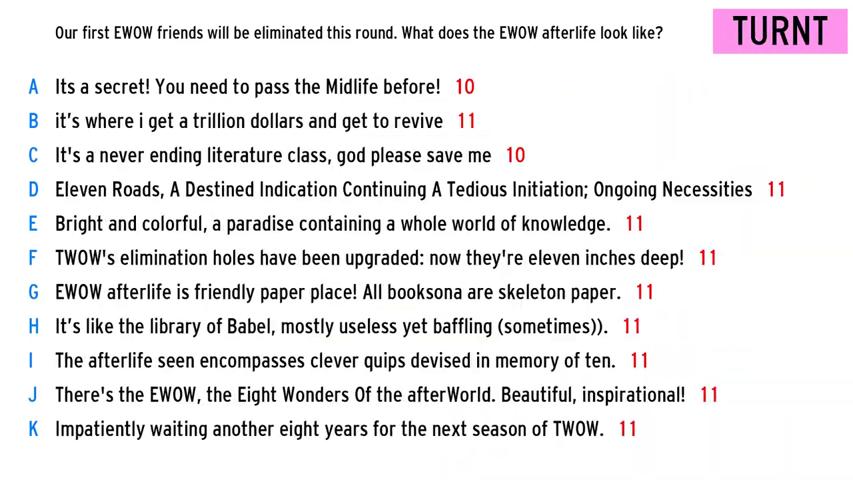 Our first EWOW friends will be eliminated this round. What does the EWOW afterlife look like?
TURNT
A Its a secret! You need to pass the Midlife before! 10
B it's where i get a trillion dollars and get to revive 11
C It's a never ending literature class, god please save me 10
D Eleven Roads, A Destined Indication Continuing A Tedious Initiation; Ongoing Necessities 11
E Bright and colorful, a paradise containing a whole world of knowledge. 11
F TWOW's elimination holes have been upgraded: now they're eleven inches deep! 11
G EWOW afterlife is friendly paper place! All booksona are skeleton paper. 11
H It's like the library of Babel, mostly useless yet baffling (sometimes)). 11
I The afterlife seen encompasses clever quips devised in memory of ten. 11
J There's the EWOW, the Eight Wonders Of the afterWorld. Beautiful, inspirational! 11
K Impatiently waiting another eight years for the next season of TWOW. 11